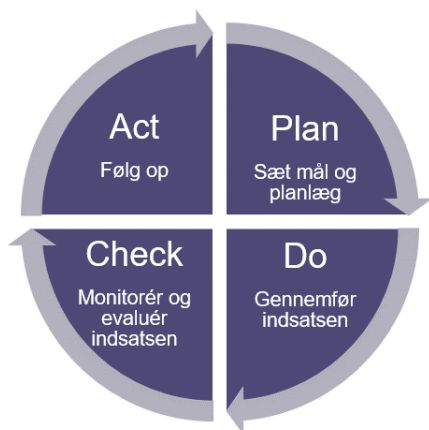 Act
Følg op
Plan
Sæt mål og
planlæg
Check
Monitorér og
evaluér
indsatsen
Do
Gennemfør
indsatsen